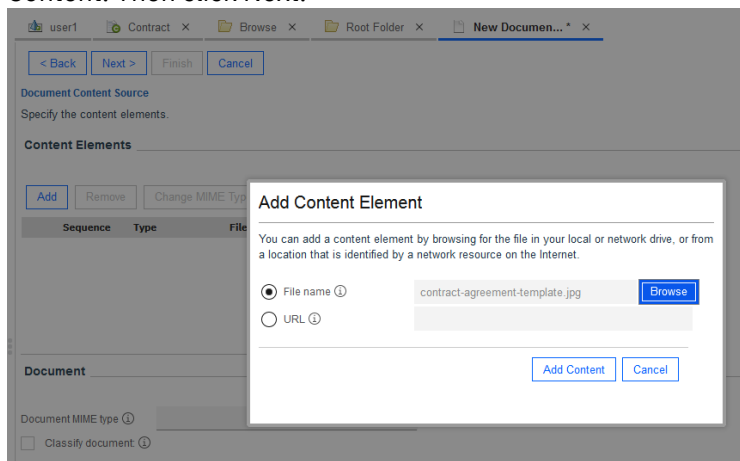 Content. Then click Next.
user1 Contract × Browse × Root Folder × New Documen... * ×
< Back Next > Finish Cancel
Document Content Source
Specify the content elements.
Content Elements
Add Remove Change MIME Typ
Sequence Type File
Add Content Element
You can add a content element by browsing for the file in your local or network drive, or from
a location that is identified by a network resource on the Internet.
File name contract-agreement-template.jpg Browse
URL
Add Content Cancel
Document
Document MIME type
Classify document